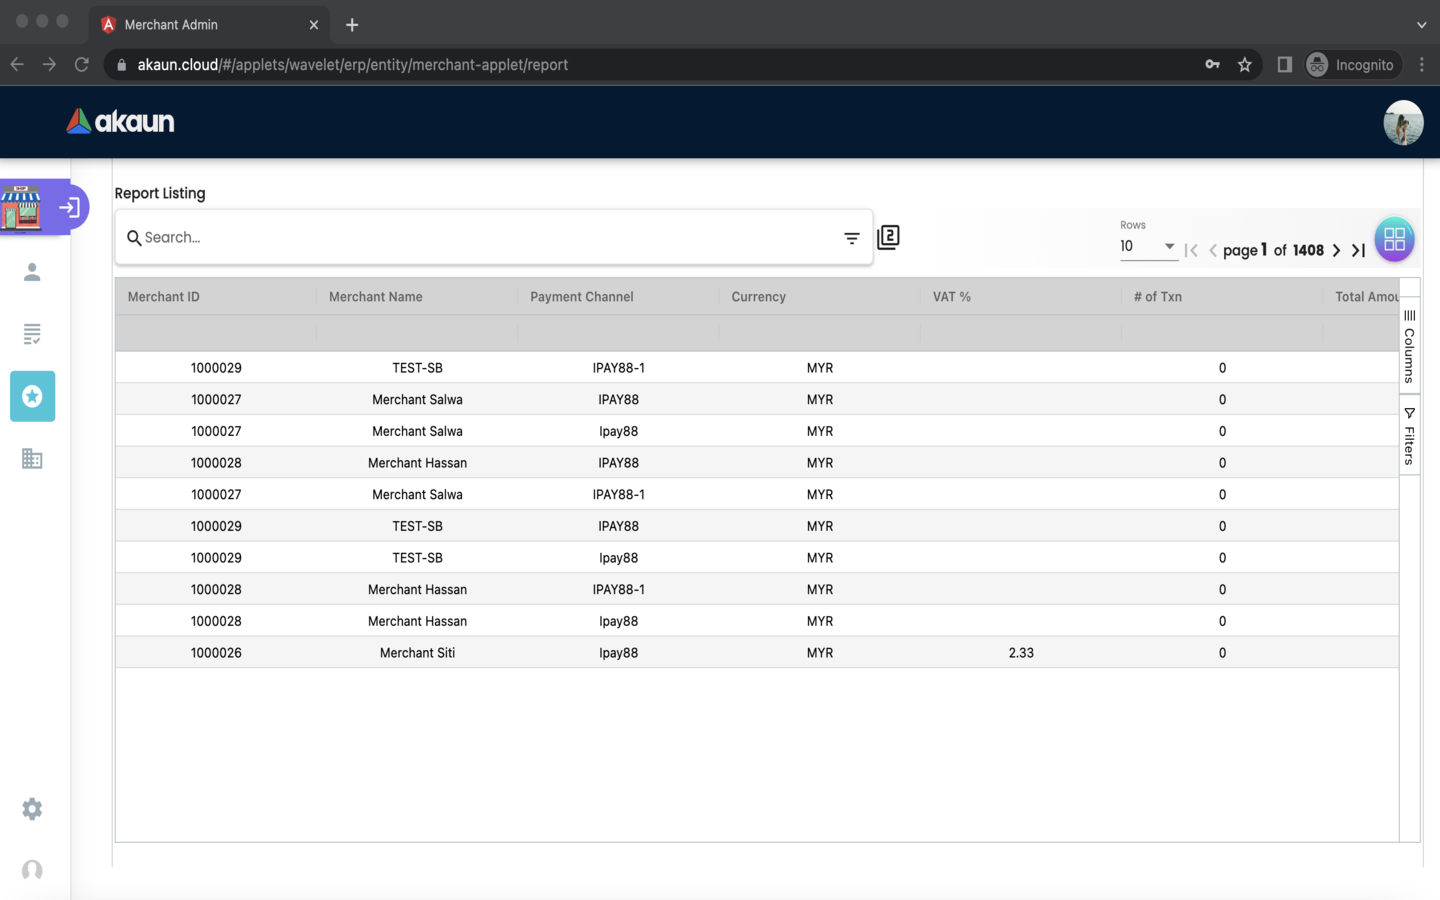 Merchant Admin
akaun.cloud/#/applets/wavelet/erp/entity/merchant-applet/report
Incognito
akaun
SHOP
Report Listing
Search...
2
Rows
10
page 1 of 1408
Merchant ID Merchant Name Payment Channel Currency VAT % # of Txn Total Amou
1000029 TEST-SB IPAY88-1 MYR 0
1000027 Merchant Salwa IPAY88 MYR 0
1000027 Merchant Salwa Ipay88 MYR 0
1000028 Merchant Hassan IPAY88 MYR 0
1000027 Merchant Salwa IPAY88-1 MYR 0
1000029 TEST-SB IPAY88 MYR 0
1000029 TEST-SB Ipay88 MYR 0
1000028 Merchant Hassan IPAY88-1 MYR 0
1000028 Merchant Hassan Ipay88 MYR 0
1000026 Merchant Siti Ipay88 MYR 2.33 0
Columns
Filters